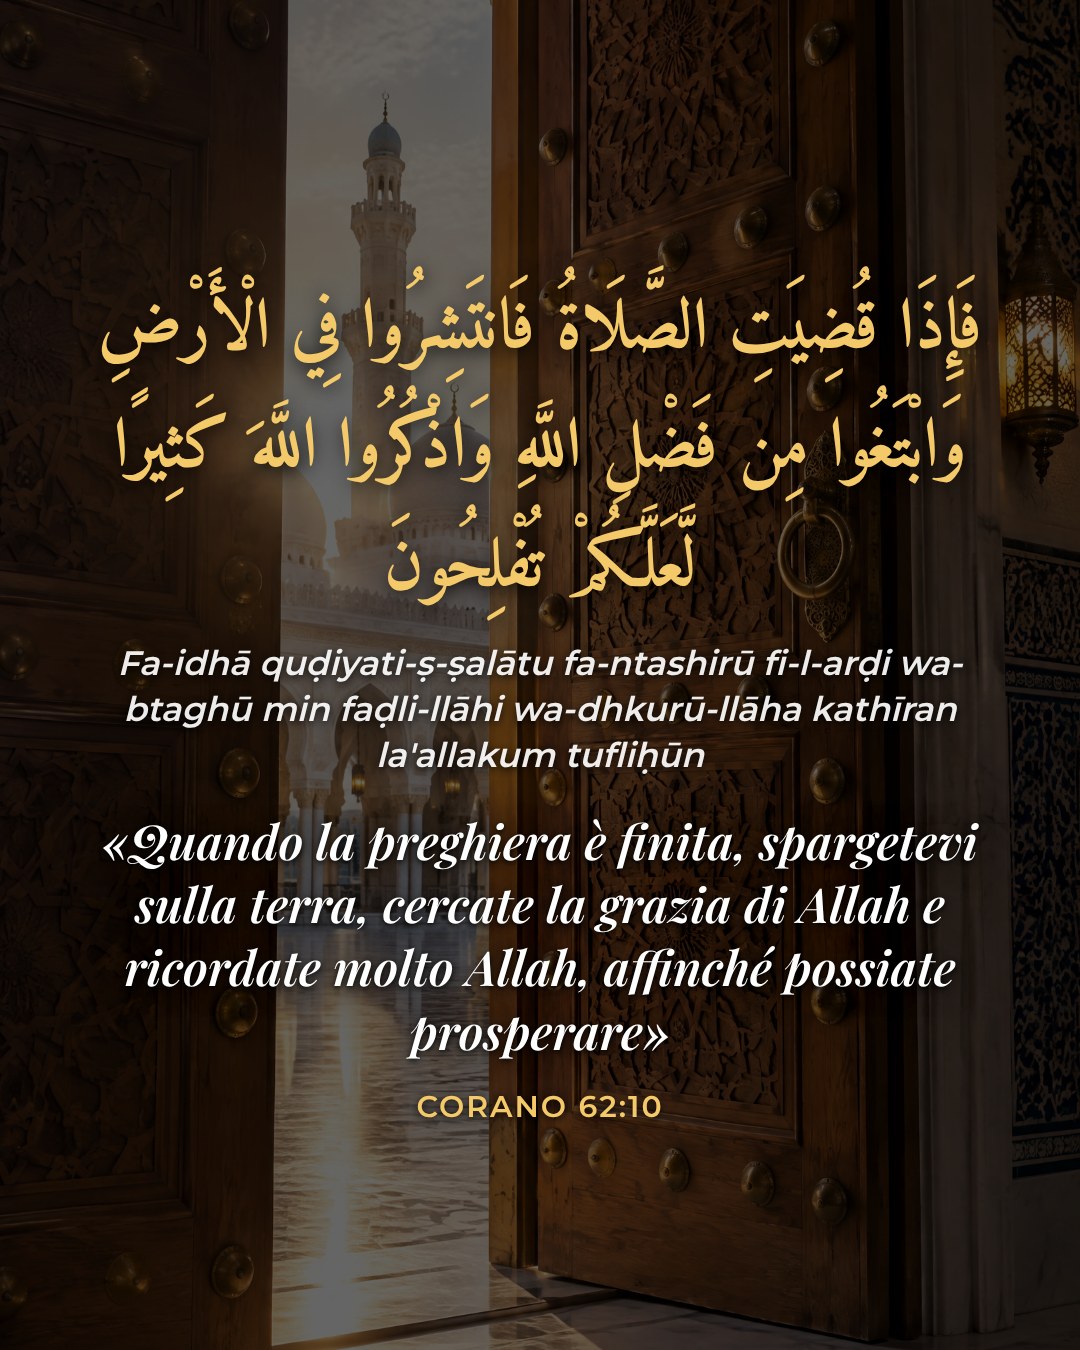 فَإِذَا قُضِيَتِ الصَّلَاةُ فَانتَشِرُوا فِي الْأَرْضِ
وَابْتَغُوا مِن فَضْلِ اللَّهِ وَاذْكُرُوا اللَّهَ كَثِيرًا
لَّعَلَّكُمْ تُفْلِحُونَ
Fa-idhā quḍiyati-ṣ-ṣalātu fa-ntashirū fi-l-arḍi wa-
btaghū min faḍli-llāhi wa-dhkurū-llāha kathīran
la'allakum tufliḥūn
«Quando la preghiera è finita, spargetevi
sulla terra, cercate la grazia di Allah e
ricordate molto Allah, affinché possiate
prosperare»
CORANO 62:10